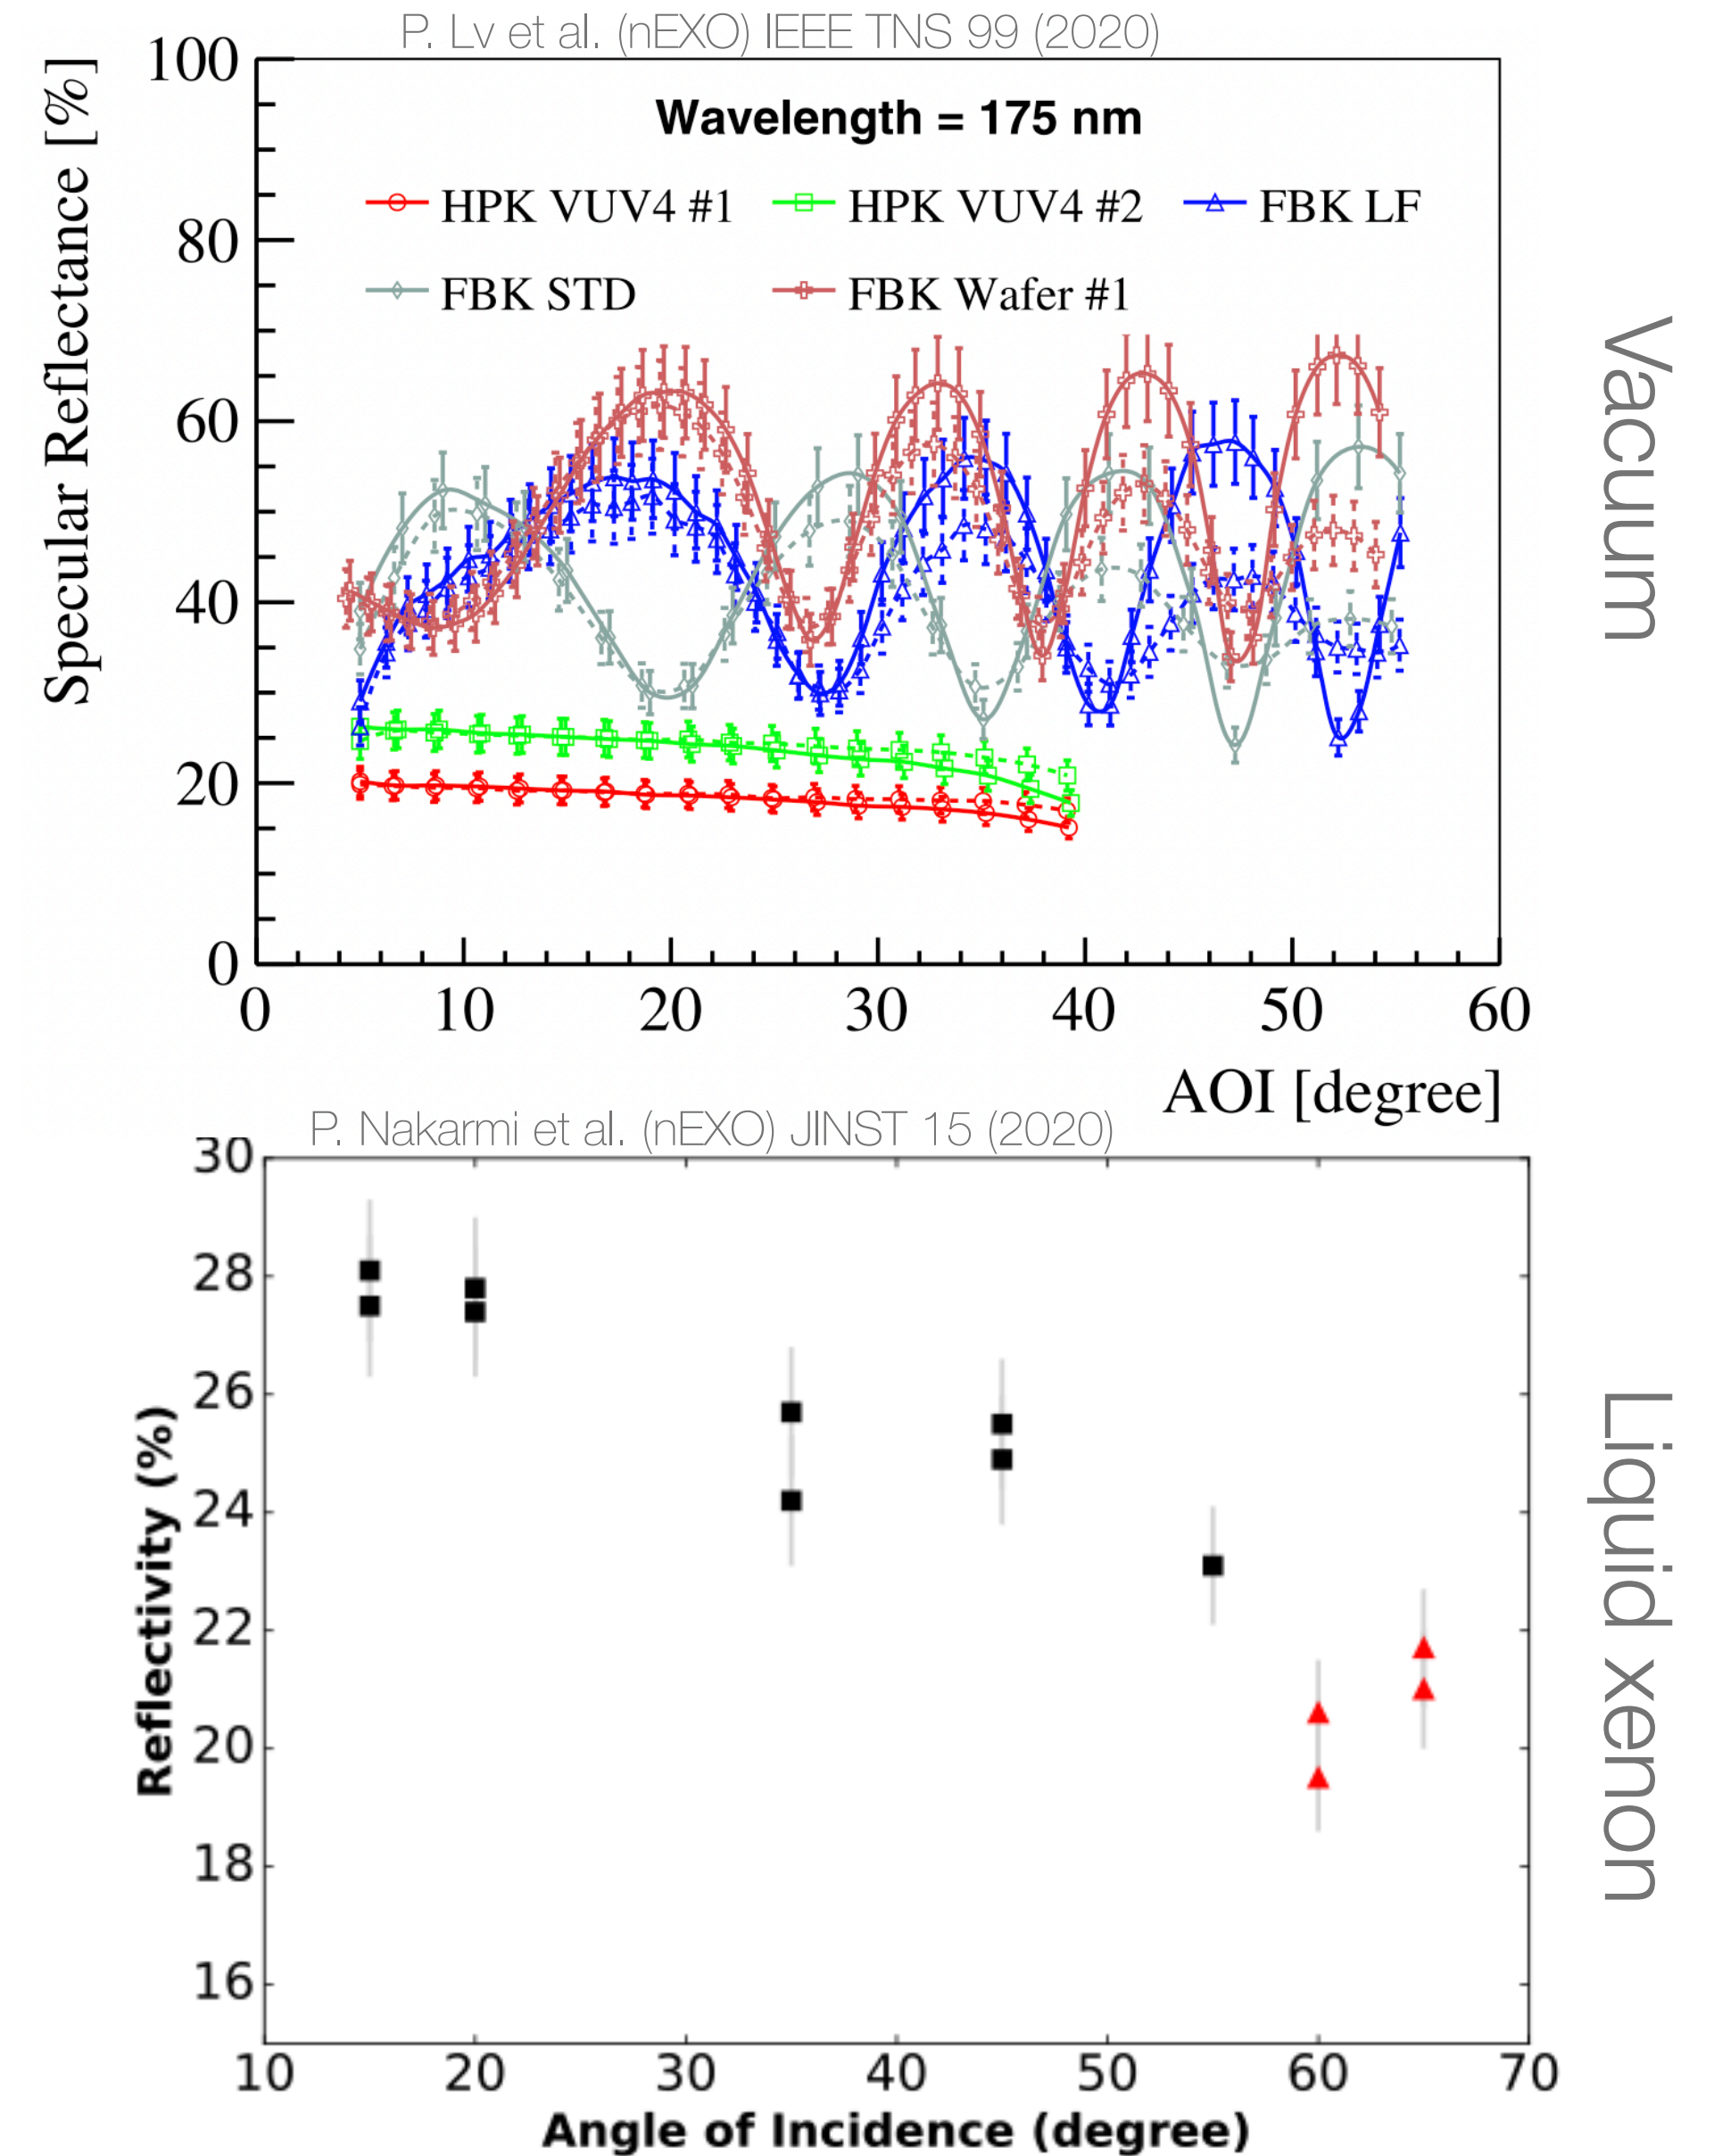 P. Lv et al. (nEXO) IEEE TNS 99 (2020)
Specular Reflectance [%]
100
80
60
40
20
0
Wavelength = 175 nm
HPK VUV4 #1 HPK VUV4 #2 FBK LF
FBK STD FBK Wafer #1
0 10 20 30 40 50 60
AOI [degree]
Vacuum
P. Nakarmi et al. (nEXO) JINST 15 (2020)
Reflectivity (%)
30
28
26
24
22
20
18
16
10 20 30 40 50 60 70
Angle of Incidence (degree)
Liquid xenon